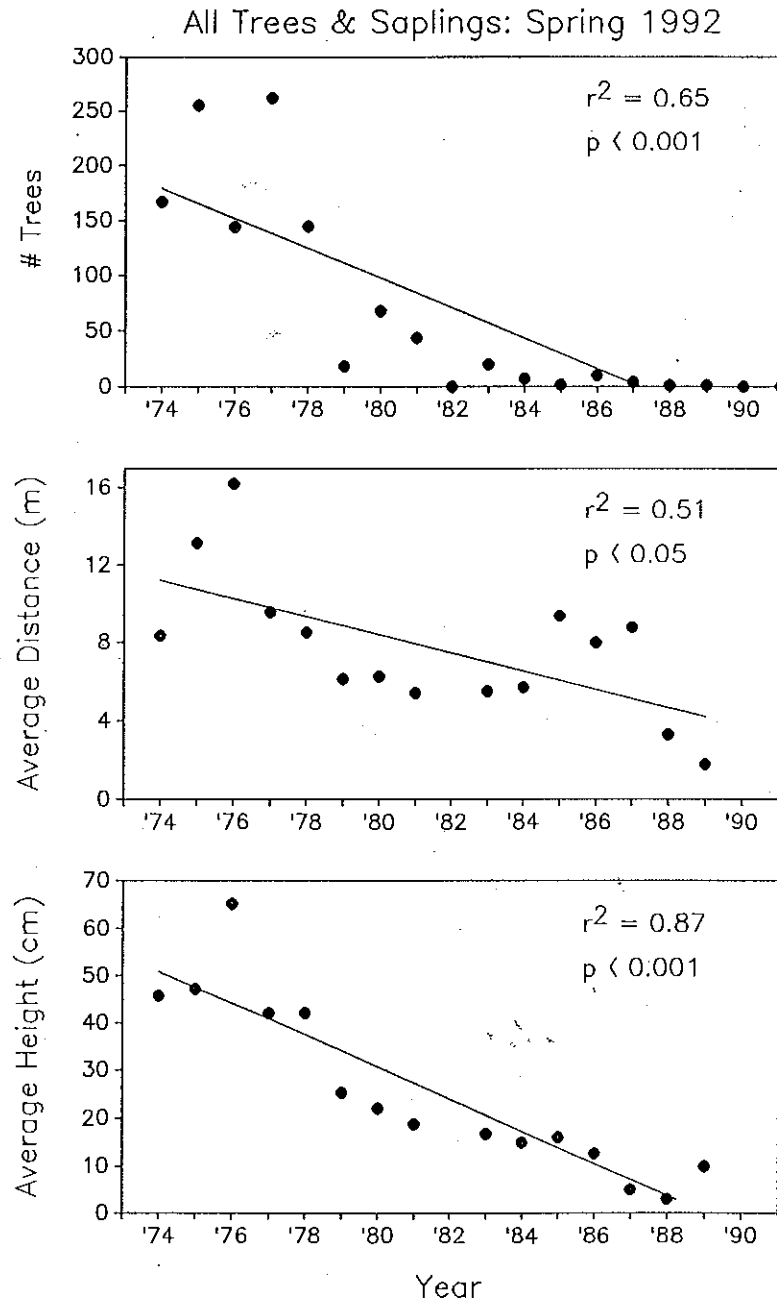 All Trees & Saplings: Spring 1992
300
250
200
150
100
50
0
# Trees
r2 = 0.65
p < 0.001
'74 '76 '78 '80 '82 '84 '86 '88 '90
16
12
8
4
0
Average Distance (m)
r2 = 0.51
p < 0.05
'74 '76 '78 '80 '82 '84 '86 '88 '90
70
60
50
40
30
20
10
0
Average Height (cm)
r2 = 0.87
p < 0.001
'74 '76 '78 '80 '82 '84 '86 '88 '90
Year